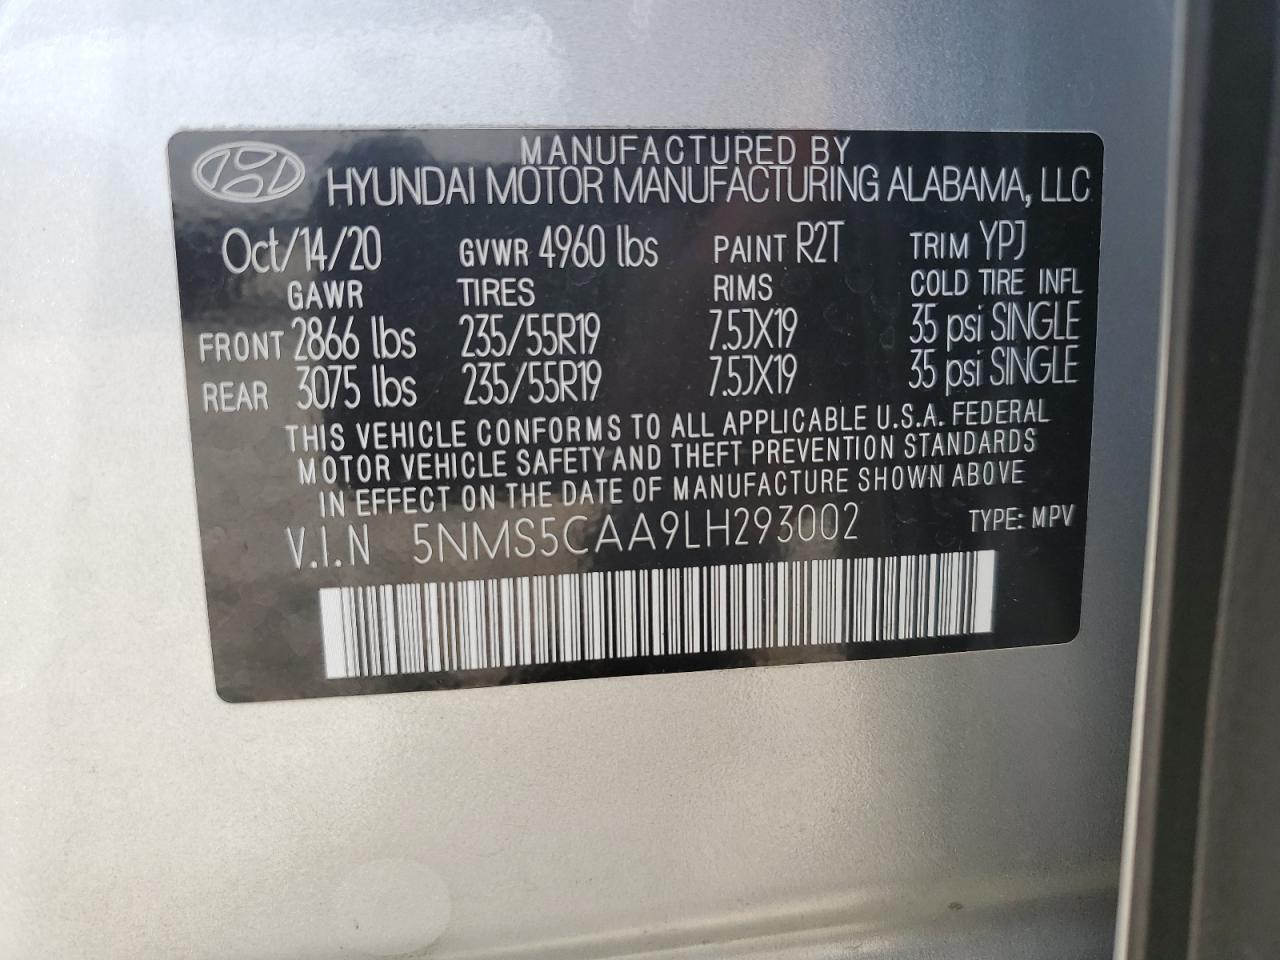 MANUFACTURED BY
HYUNDAI MOTOR MANUFACTURING ALABAMA, LLC
Oct/14/20 GVWR 4960 lbs PAINT R2T TRIM YPJ
GAWR TIRES RIMS COLD TIRE INFL
FRONT 2866 lbs 235/55R19 7.5JX19 35 psi SINGLE
REAR 3075 lbs 235/55R19 7.5JX19 35 psi SINGLE
THIS VEHICLE CONFORMS TO ALL APPLICABLE U.S.A. FEDERAL
MOTOR VEHICLE SAFETY AND THEFT PREVENTION STANDARDS
IN EFFECT ON THE DATE OF MANUFACTURE SHOWN ABOVE
V.I.N 5NMS5CAA9LH293002 TYPE: MPV